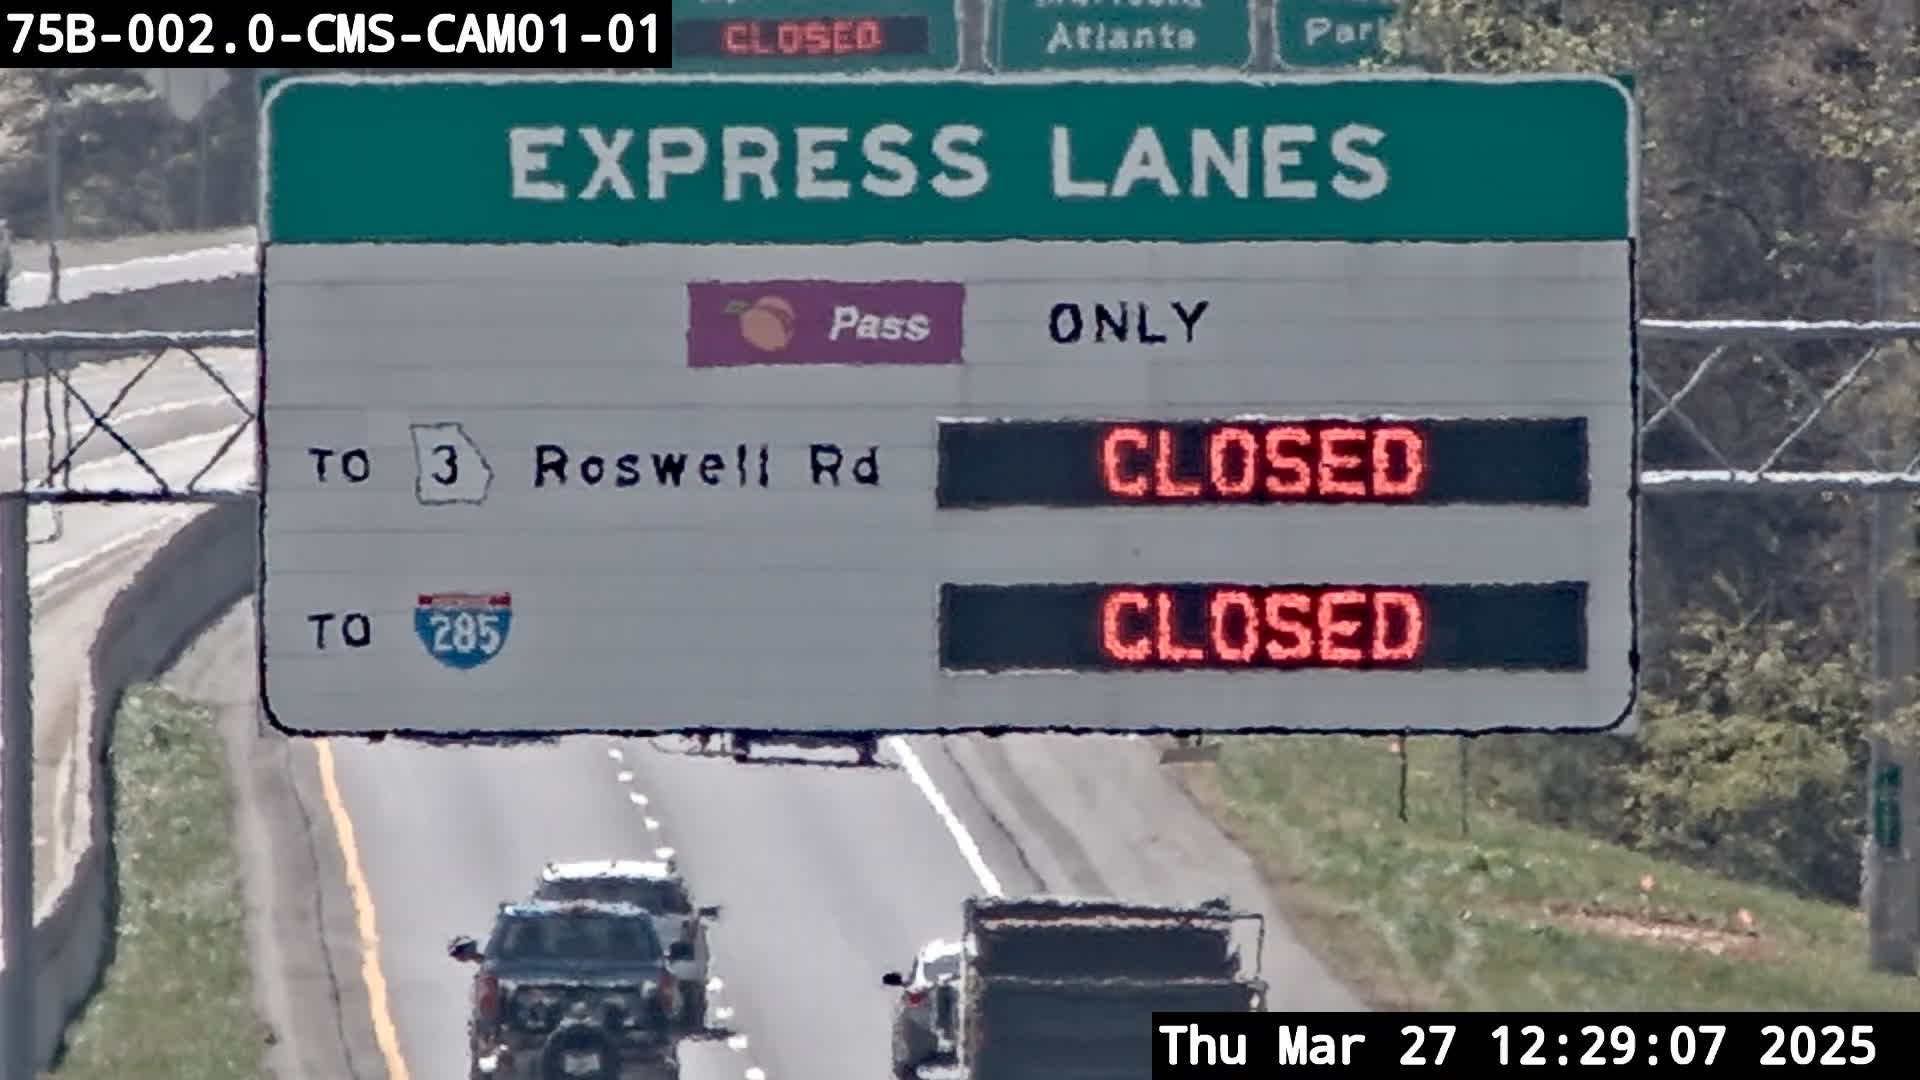 75B-002.0-CMS-CAM01-01
CLOSED
Atlanta
EXPRESS LANES
Pass ONLY
TO 3 Roswell Rd CLOSED
TO 285 CLOSED
Thu Mar 27 12:29:07 2025